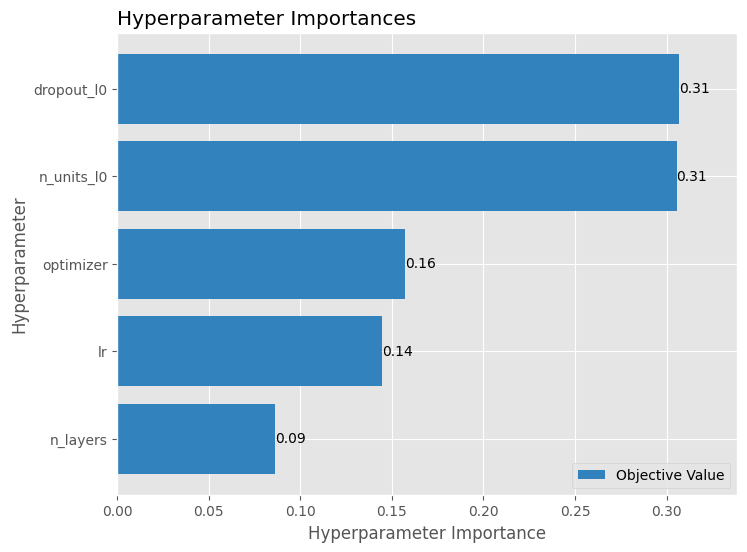 Hyperparameter Importances
Hyperparameter
dropout_l0
0.31
n_units_l0
0.31
optimizer
0.16
lr
0.14
n_layers
0.09
Objective Value
0.00 0.05 0.10 0.15 0.20 0.25 0.30
Hyperparameter Importance